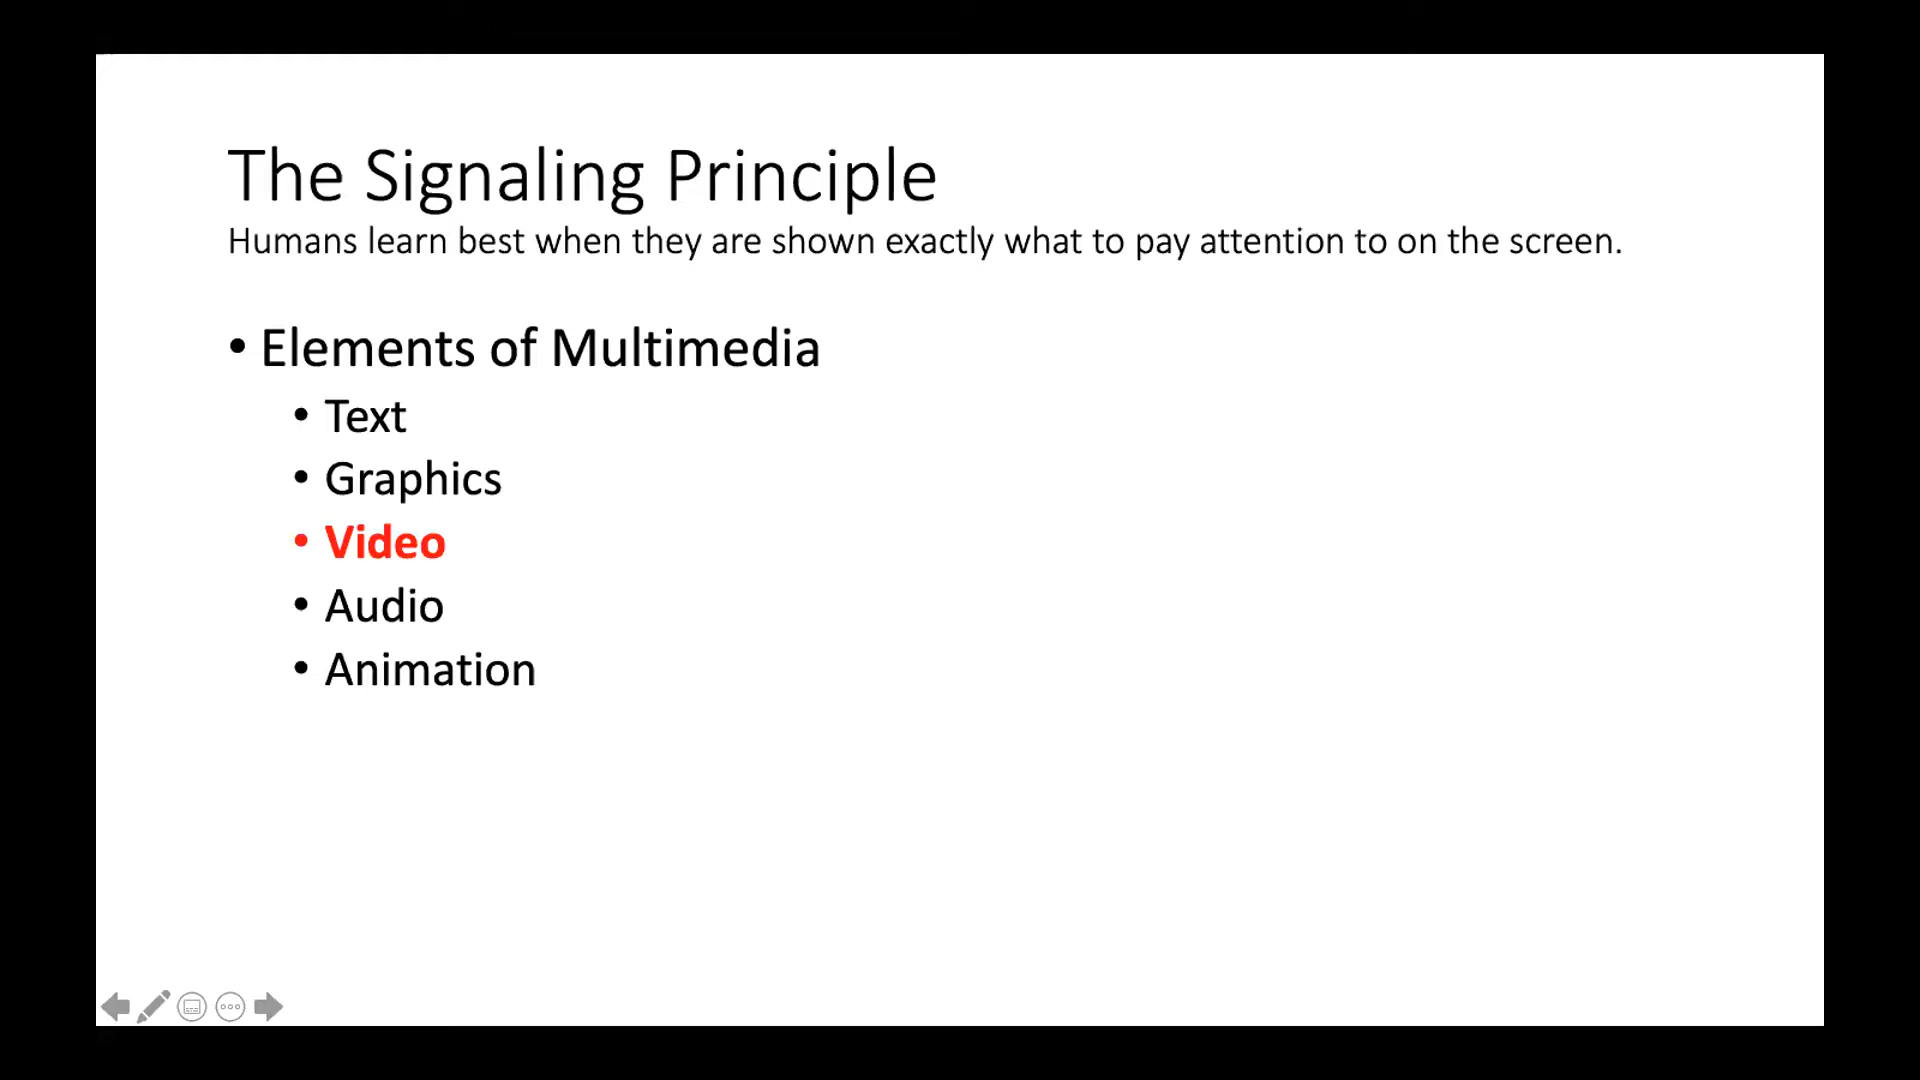 The Signaling Principle
Humans learn best when they are shown exactly what to pay attention to on the screen.
• Elements of Multimedia
• Text
• Graphics
• Video
• Audio
• Animation